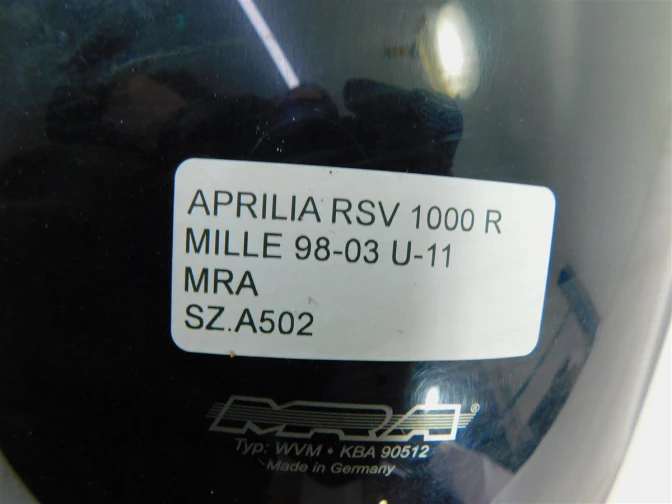 APRILIA RSV 1000 R
MILLE 98-03 U-11
MRA
SZ.A502
MRA®
Typ: WVM • KBA 90512
Made in Germany